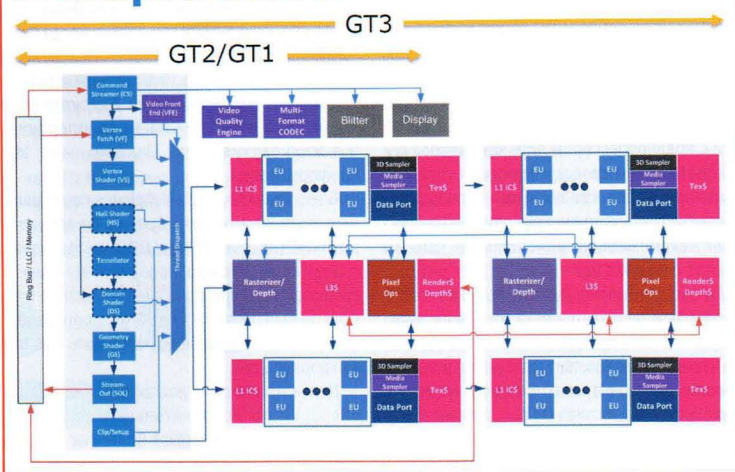 GT3
GT2/GT1
Command
Streamer (CS)
Video Front
End (VFE)
Vertex
Fetch (VF)
Vertex
Shader (VS)
Hull Shader
(HS)
Tessellator
Domain
Shader
(DS)
Geometry
Shader
(GS)
Stream-
Out (SOL)
Clip/Setup
Ring Bus / LLC / Memory
Thread Dispatch
Video
Quality
Engine
Multi-
Format
CODEC
Blitter
Display
L1 IC$
EU
EU
EU
EU
3D Sampler
Media
Sampler
Data Port
Tex$
L1 IC$
EU
EU
EU
EU
3D Sampler
Media
Sampler
Data Port
Tex$
Rasterizer/
Depth
L3$
Pixel
Ops
Render$
Depth$
Rasterizer/
Depth
L3$
Pixel
Ops
Render$
Depth$
L1 IC$
EU
EU
EU
EU
3D Sampler
Media
Sampler
Data Port
Tex$
L1 IC$
EU
EU
EU
EU
3D Sampler
Media
Sampler
Data Port
Tex$